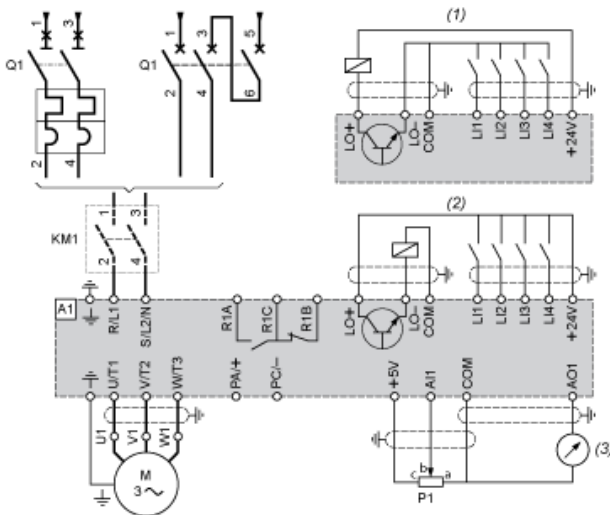 1 3 1 3 5
(1)
Q1 Q1
2 4 6
2 4
LO+ LO- COM LI1 LI2 LI3 LI4 +24V
1 3
(2)
KM1
2 4
A1 R/L1 S/L2/N R1A R1C R1B LO+ LO- COM LI1 LI2 LI3 LI4 +24V
U/T1 V/T2 W/T3 PA/+ PC/- +5V AI1 COM AO1
U1 V1 W1
(3)
c b a
M
3~
P1